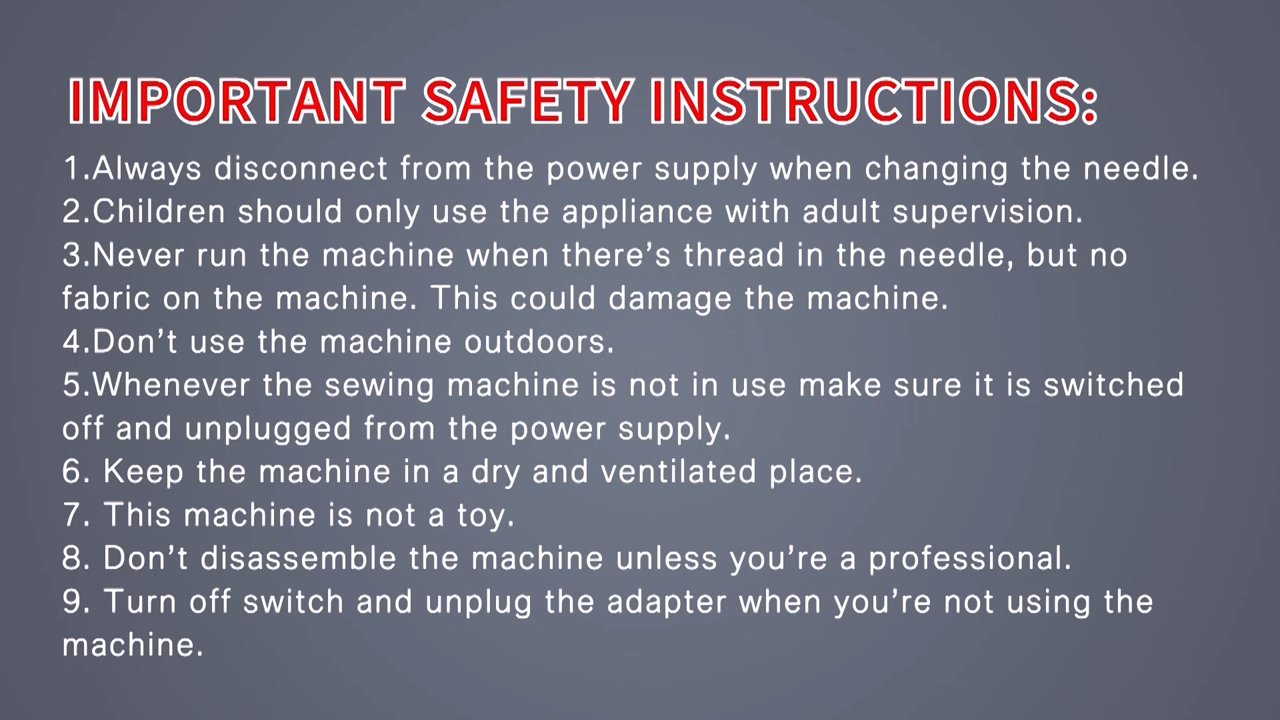 IMPORTANT SAFETY INSTRUCTIONS:
1.Always disconnect from the power supply when changing the needle.
2.Children should only use the appliance with adult supervision.
3.Never run the machine when there’s thread in the needle, but no
fabric on the machine. This could damage the machine.
4.Don’t use the machine outdoors.
5.Whenever the sewing machine is not in use make sure it is switched
off and unplugged from the power supply.
6. Keep the machine in a dry and ventilated place.
7. This machine is not a toy.
8. Don’t disassemble the machine unless you’re a professional.
9. Turn off switch and unplug the adapter when you’re not using the
machine.